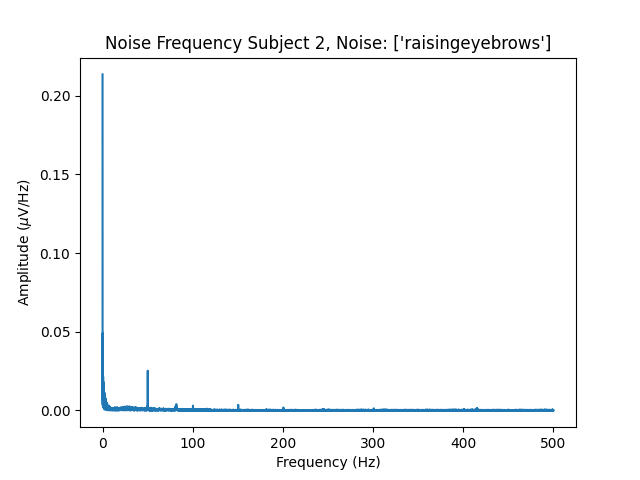 Noise Frequency Subject 2, Noise: ['raisingeyebrows']
0.20
0.15
0.10
0.05
0.00
Amplitude (μV/Hz)
0 100 200 300 400 500
Frequency (Hz)